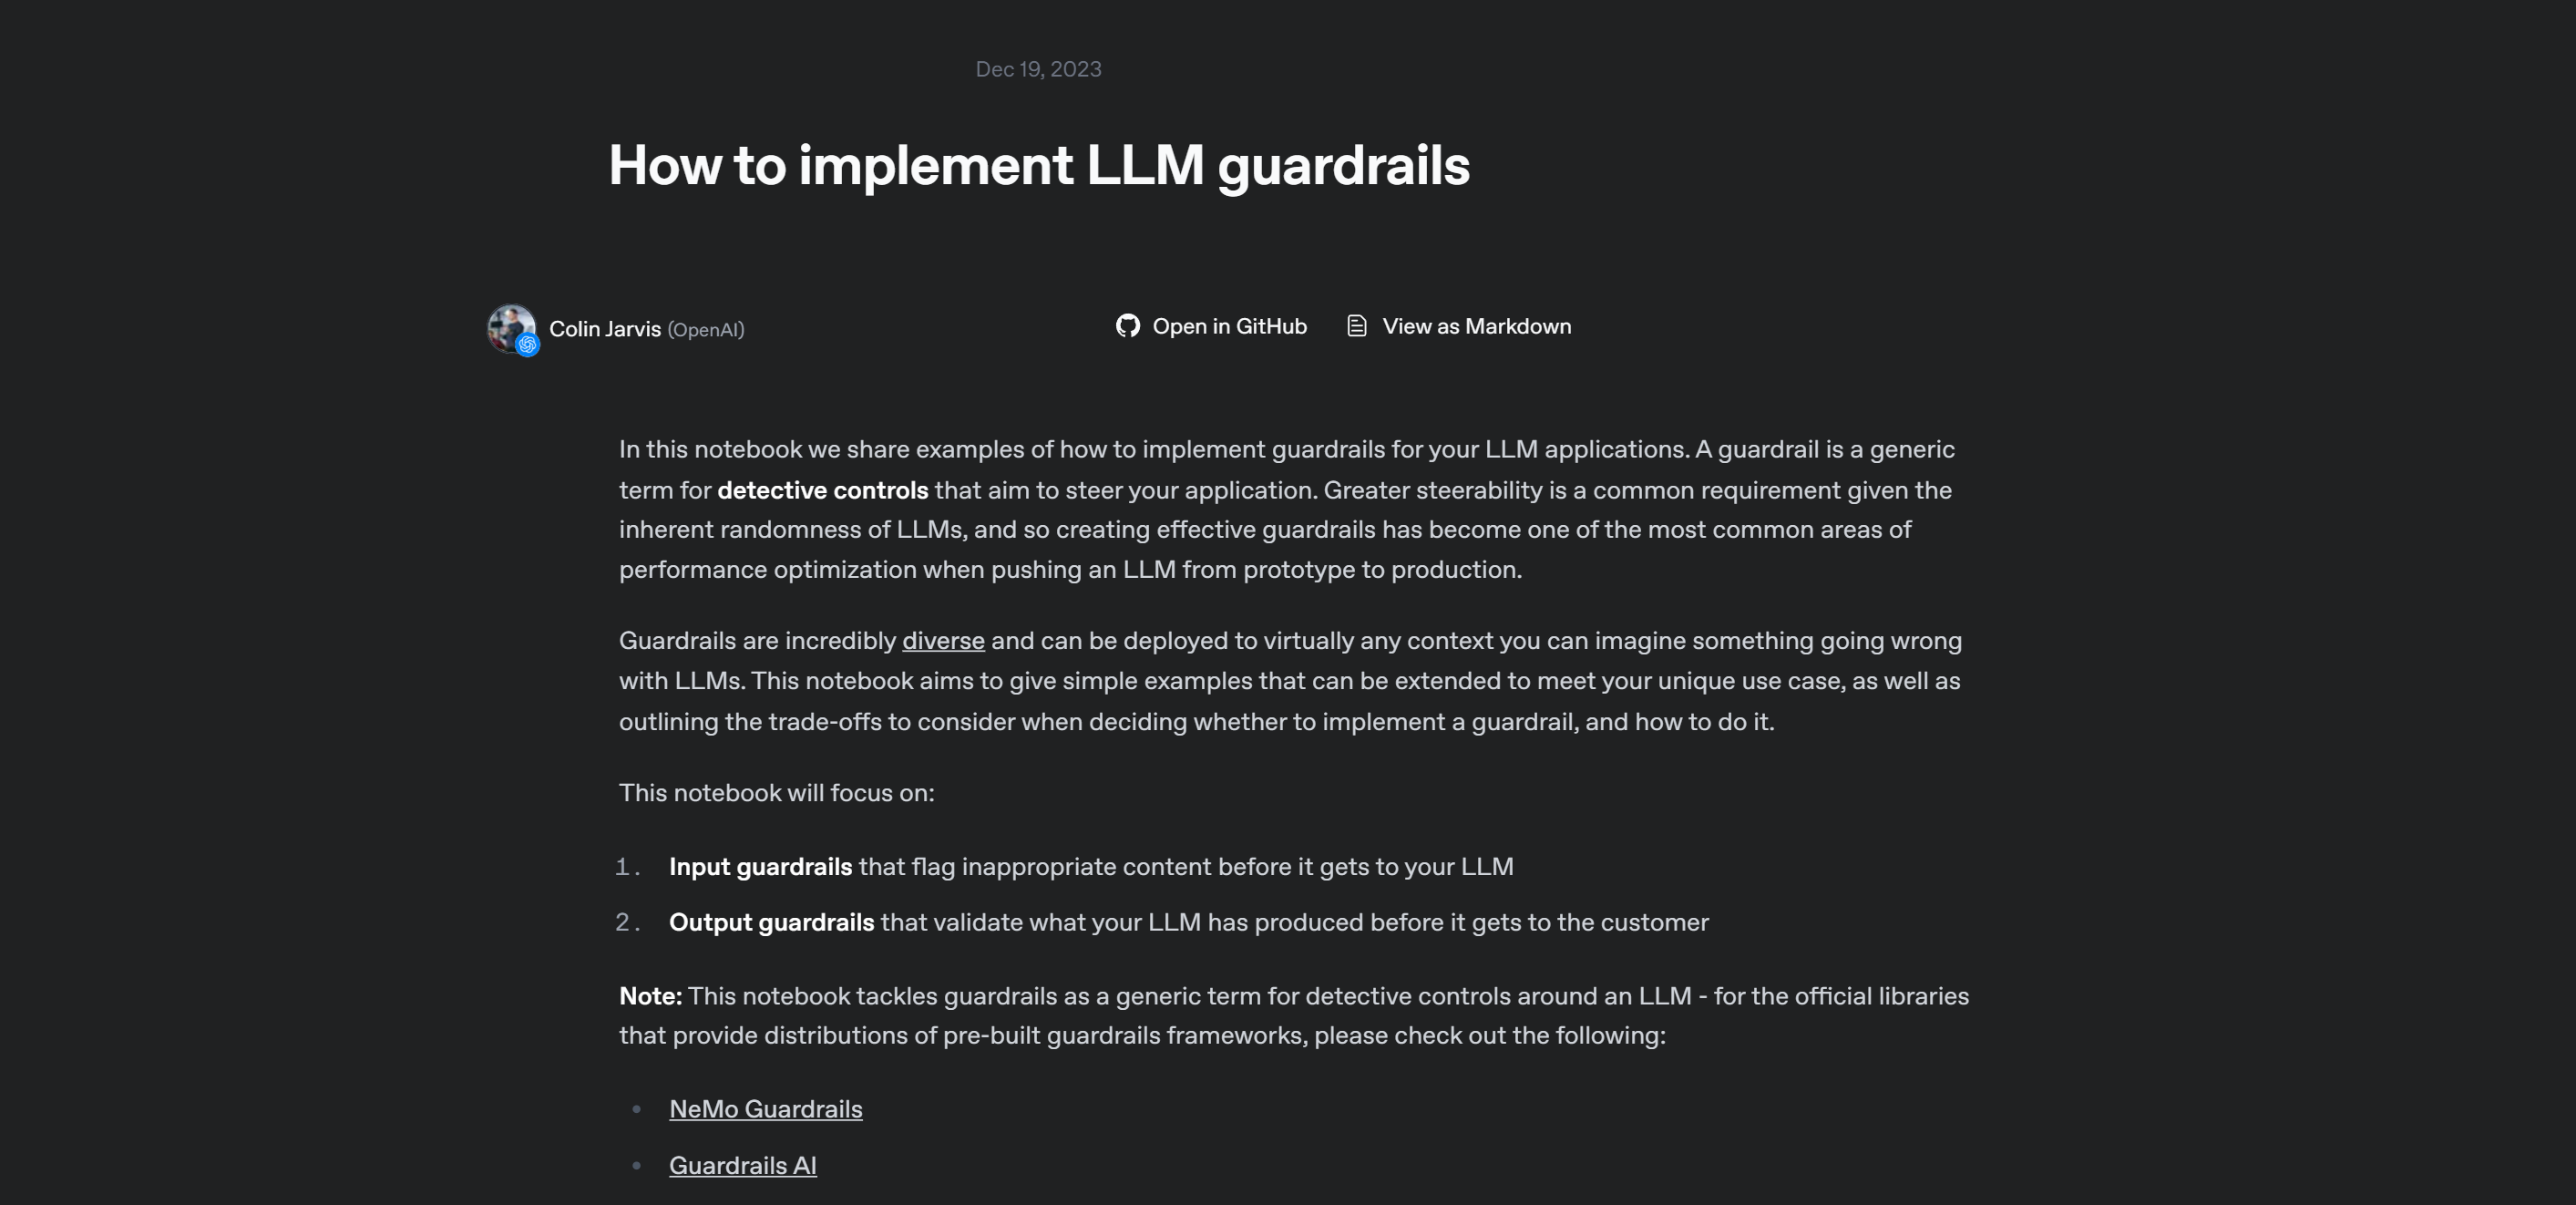 Dec 19, 2023
How to implement LLM guardrails
Colin Jarvis (OpenAI)
Open in GitHub
View as Markdown
In this notebook we share examples of how to implement guardrails for your LLM applications. A guardrail is a generic
term for detective controls that aim to steer your application. Greater steerability is a common requirement given the
inherent randomness of LLMs, and so creating effective guardrails has become one of the most common areas of
performance optimization when pushing an LLM from prototype to production.
Guardrails are incredibly diverse and can be deployed to virtually any context you can imagine something going wrong
with LLMs. This notebook aims to give simple examples that can be extended to meet your unique use case, as well as
outlining the trade-offs to consider when deciding whether to implement a guardrail, and how to do it.
This notebook will focus on:
1. Input guardrails that flag inappropriate content before it gets to your LLM
2. Output guardrails that validate what your LLM has produced before it gets to the customer
Note: This notebook tackles guardrails as a generic term for detective controls around an LLM - for the official libraries
that provide distributions of pre-built guardrails frameworks, please check out the following:
• NeMo Guardrails
• Guardrails AI